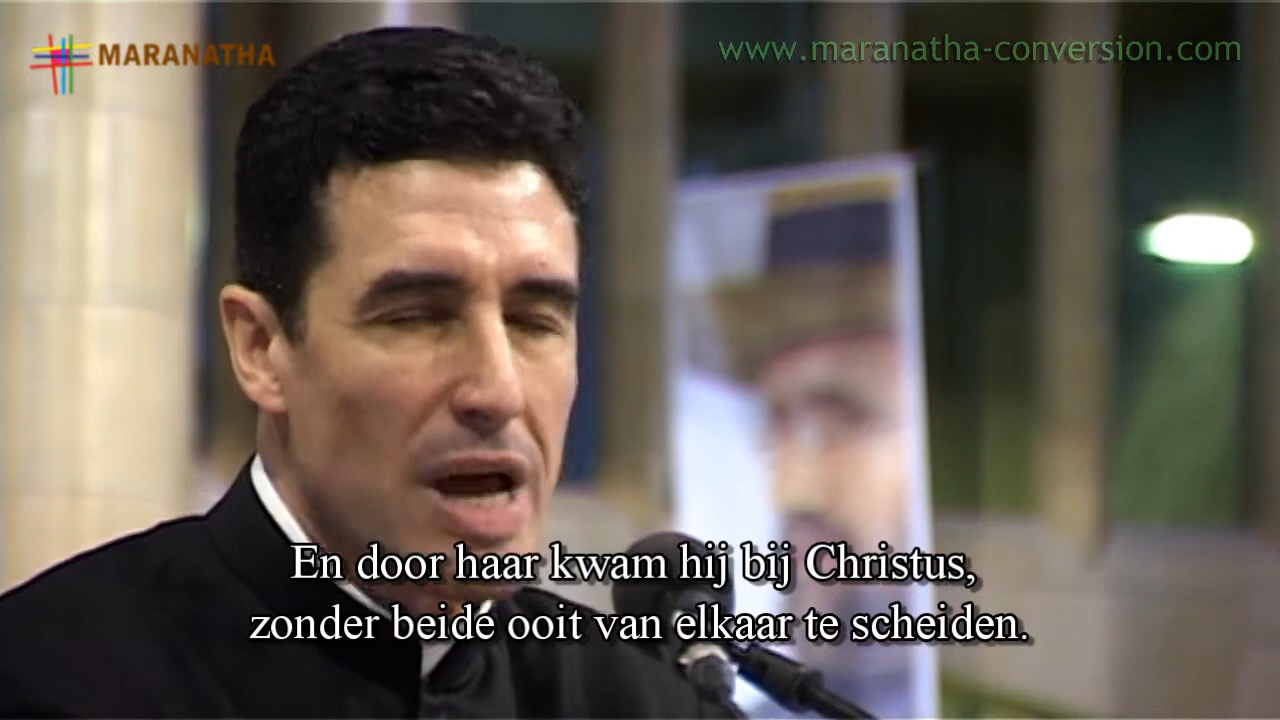 MARANATHA
www.maranatha-conversion.com
En door haar kwam hij bij Christus,
zonder beide ooit van elkaar te scheiden.